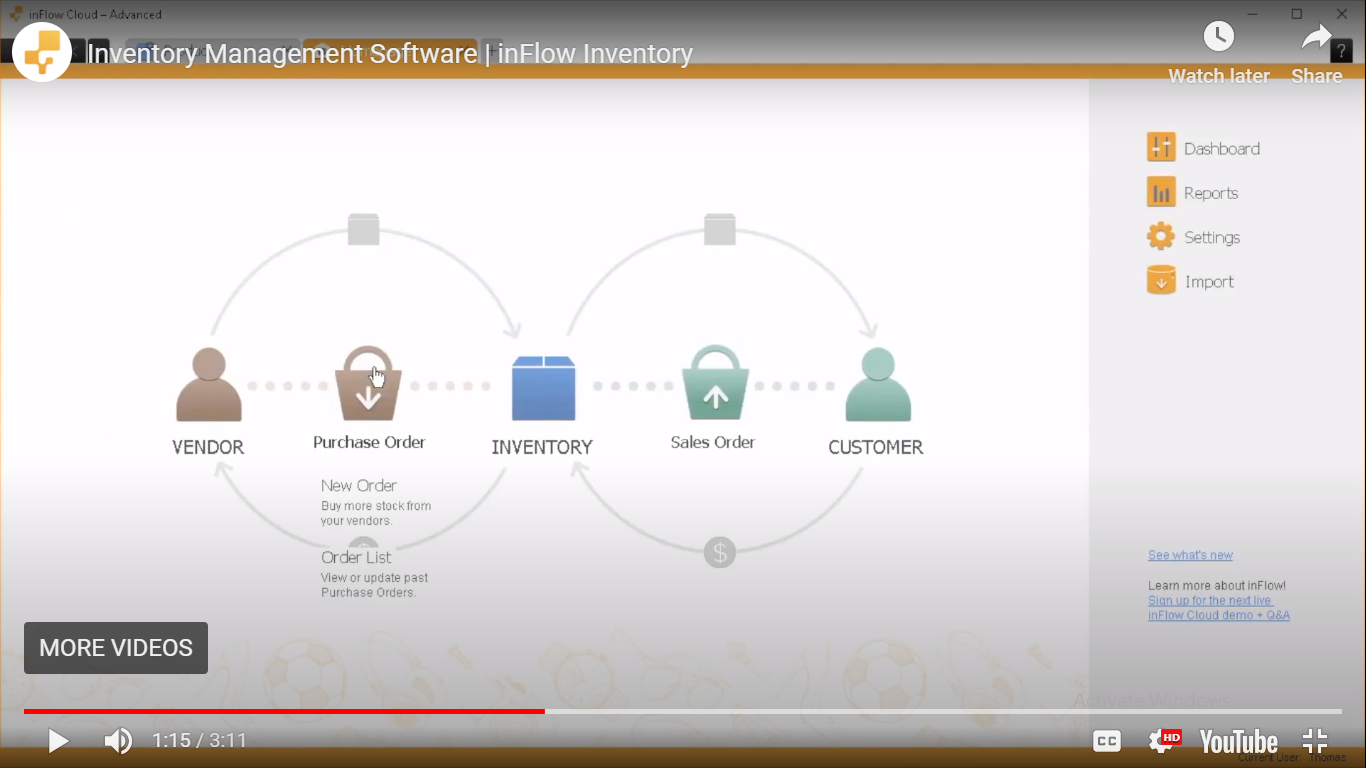 inFlow Cloud – Advanced
Inventory Management Software | inFlow Inventory
?
Watch later
Share
Dashboard
Reports
Settings
Import
VENDOR
Purchase Order
INVENTORY
Sales Order
CUSTOMER
New Order
Buy more stock from
your vendors.
Order List
View or update past
Purchase Orders.
$
See what's new
Learn more about inFlow!
Sign up for the next live
inFlow Cloud demo + Q&A
MORE VIDEOS
Activate Windows
1:15 / 3:11
CC
HD
YouTube
Current User: Thomas